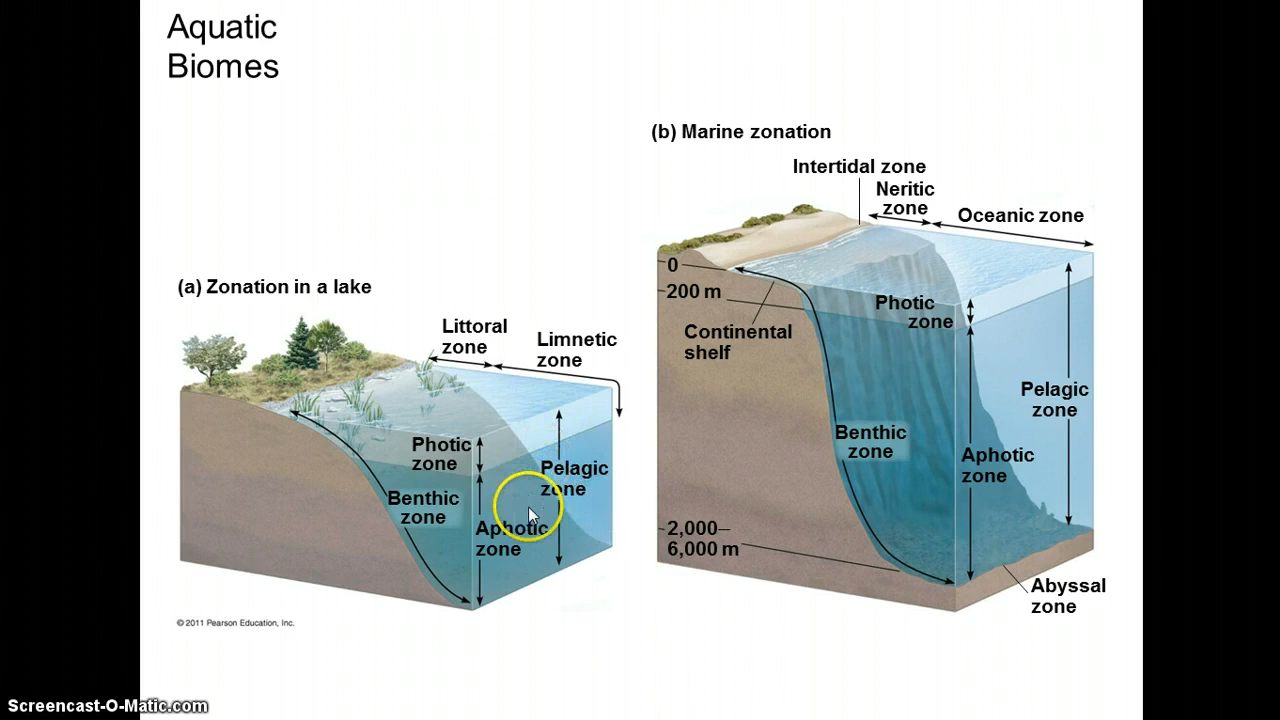 Aquatic
Biomes
(b) Marine zonation
Intertidal zone
Neritic
zone
Oceanic zone
0
200 m
Continental
shelf
Photic
zone
Pelagic
zone
Benthic
zone
Aphotic
zone
2,000–
6,000 m
Abyssal
zone
(a) Zonation in a lake
Littoral
zone
Limnetic
zone
Photic
zone
Pelagic
zone
Benthic
zone
Aphotic
zone
© 2011 Pearson Education, Inc.
Screencast-O-Matic.com